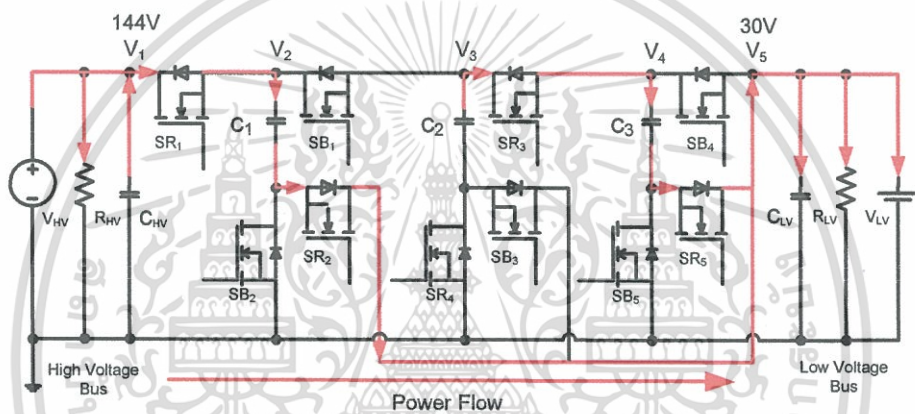 144V
30V
V1
V2
V3
V4
V5
SR1
C1
SB1
C2
SR3
C3
SB4
VHV
RHV
CHV
SB2
SR2
SR4
SB3
SB5
SR5
CLV
RLV
VLV
High Voltage
Bus
Power Flow
Low Voltage
Bus